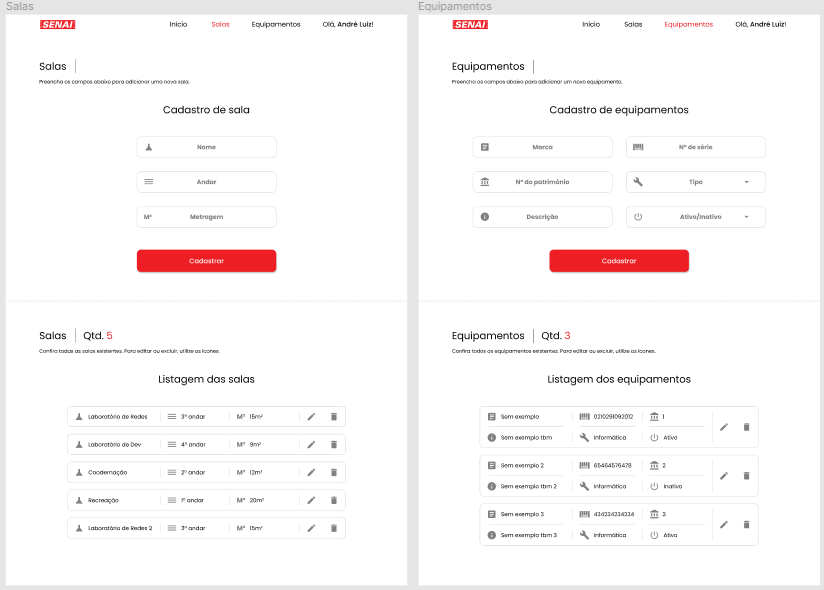 Salas
SENAI
Início Salas Equipamentos Olá, André Luiz!
Salas
Preencha os campos abaixo para adicionar uma nova sala.
Cadastro de sala
Nome
Andar
M² Metragem
Cadastrar
Salas Qtd. 5
Confira todas as salas existentes. Para editar ou excluir, utilize os ícones.
Listagem das salas
Laboratório de Redes 3º andar M² 15m²
Laboratório de Dev 4º andar M² 9m²
Coodernação 2º andar M² 12m²
Recreação 1º andar M² 20m²
Laboratório de Redes 2 3º andar M² 15m²
Equipamentos
SENAI
Início Salas Equipamentos Olá, André Luiz!
Equipamentos
Preencha os campos abaixo para adicionar um novo equipamento.
Cadastro de equipamentos
Marca Nº de série
Nº do patrimônio Tipo
Descrição Ativo/Inativo
Cadastrar
Equipamentos Qtd. 3
Confira todos os equipamentos existentes. Para editar ou excluir, utilize os ícones.
Listagem dos equipamentos
Sem exemplo 0210291092012 1
Sem exemplo tbm Informática Ativo
Sem exemplo 2 65464576478 2
Sem exemplo tbm 2 Informática Inativo
Sem exemplo 3 434234234234 3
Sem exemplo tbm 3 Informática Ativo